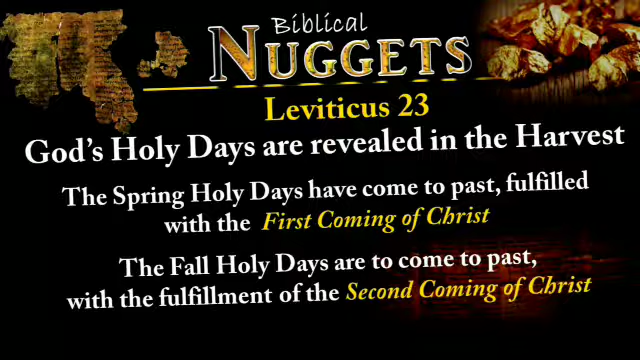 Biblical
NUGGETS
Leviticus 23
God's Holy Days are revealed in the Harvest
The Spring Holy Days have come to past, fulfilled
with the First Coming of Christ
The Fall Holy Days are to come to past,
with the fulfillment of the Second Coming of Christ